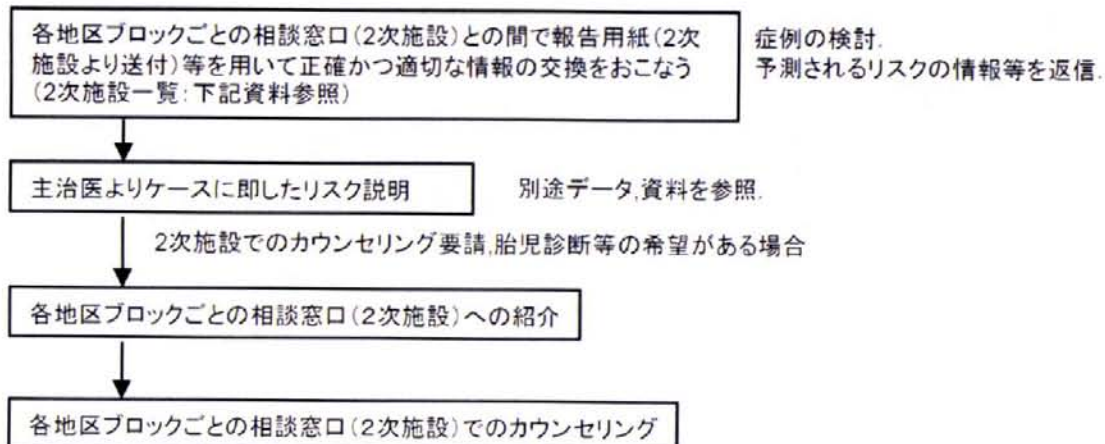 各地区ブロックごとの相談窓口(2次施設)との間で報告用紙(2次
施設より送付)等を用いて正確かつ適切な情報の交換をおこなう
(2次施設一覧:下記資料参照)
症例の検討.
予測されるリスクの情報等を返信.
主治医よりケースに即したリスク説明
別途データ,資料を参照.
2次施設でのカウンセリング要請,胎児診断等の希望がある場合
各地区ブロックごとの相談窓口(2次施設)への紹介
各地区ブロックごとの相談窓口(2次施設)でのカウンセリング